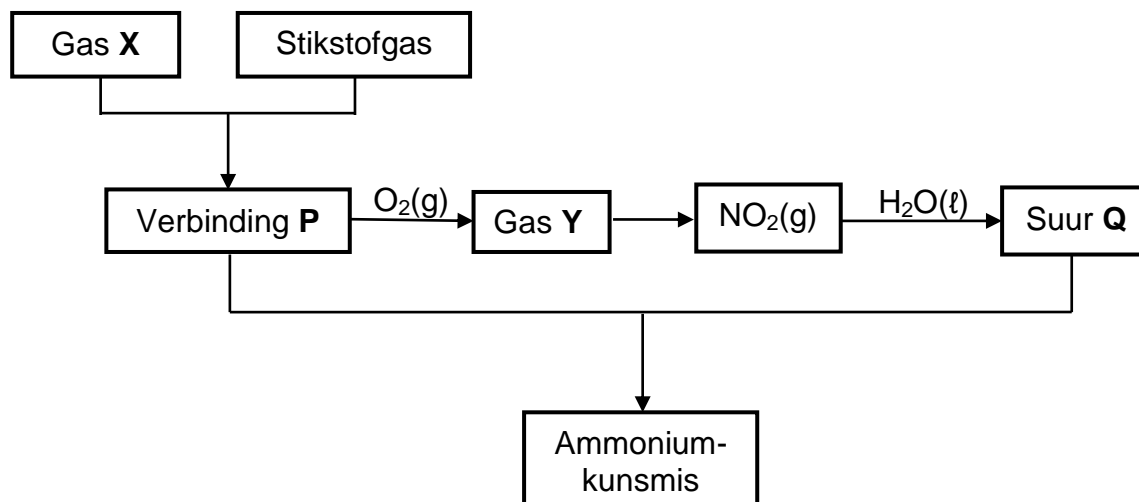 Gas X
Stikstofgas
Verbinding P
O₂(g)
Gas Y
NO₂(g)
H₂O(ℓ)
Suur Q
Ammonium-
kunsmis